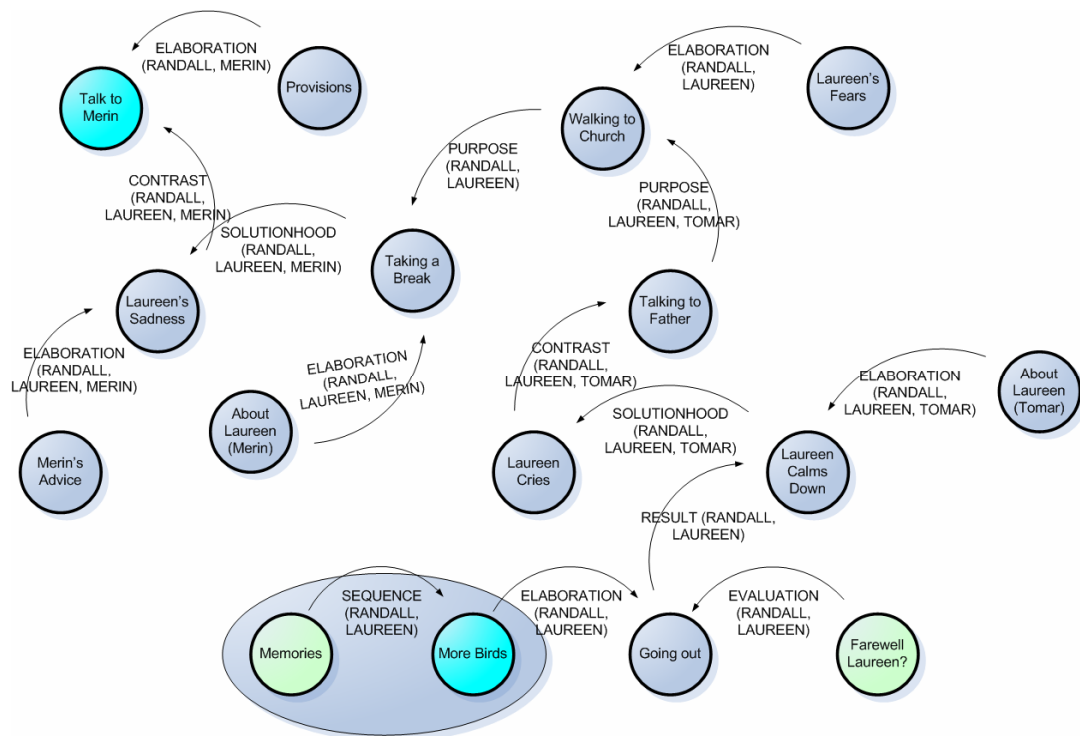 ELABORATION
(RANDALL, MERIN)
Provisions
Talk to
Merin
ELABORATION
(RANDALL,
LAUREEN)
Laureen's
Fears
Walking to
Church
PURPOSE
(RANDALL,
LAUREEN)
CONTRAST
(RANDALL,
LAUREEN, MERIN)
PURPOSE
(RANDALL,
LAUREEN, TOMAR)
SOLUTIONHOOD
(RANDALL,
LAUREEN, MERIN)
Taking a
Break
Laureen's
Sadness
Talking to
Father
ELABORATION
(RANDALL,
LAUREEN, MERIN)
ELABORATION
(RANDALL,
LAUREEN, MERIN)
CONTRAST
(RANDALL,
LAUREEN, TOMAR)
ELABORATION
(RANDALL,
LAUREEN, TOMAR)
About
Laureen
(Tomar)
About
Laureen
(Merin)
SOLUTIONHOOD
(RANDALL,
LAUREEN, TOMAR)
Merin's
Advice
Laureen
Cries
Laureen
Calms
Down
RESULT (RANDALL,
LAUREEN)
SEQUENCE
(RANDALL,
LAUREEN)
ELABORATION
(RANDALL,
LAUREEN)
EVALUATION
(RANDALL,
LAUREEN)
Memories
More Birds
Going out
Farewell
Laureen?